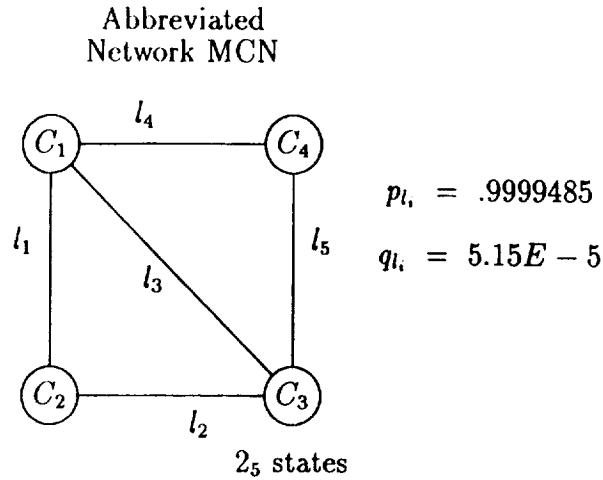 Abbreviated
Network MCN
C₁ l₄ C₄
p_{l_i} = .9999485
l₁ l₃ l₅
q_{l_i} = 5.15E − 5
C₂ l₂ C₃
2₅ states